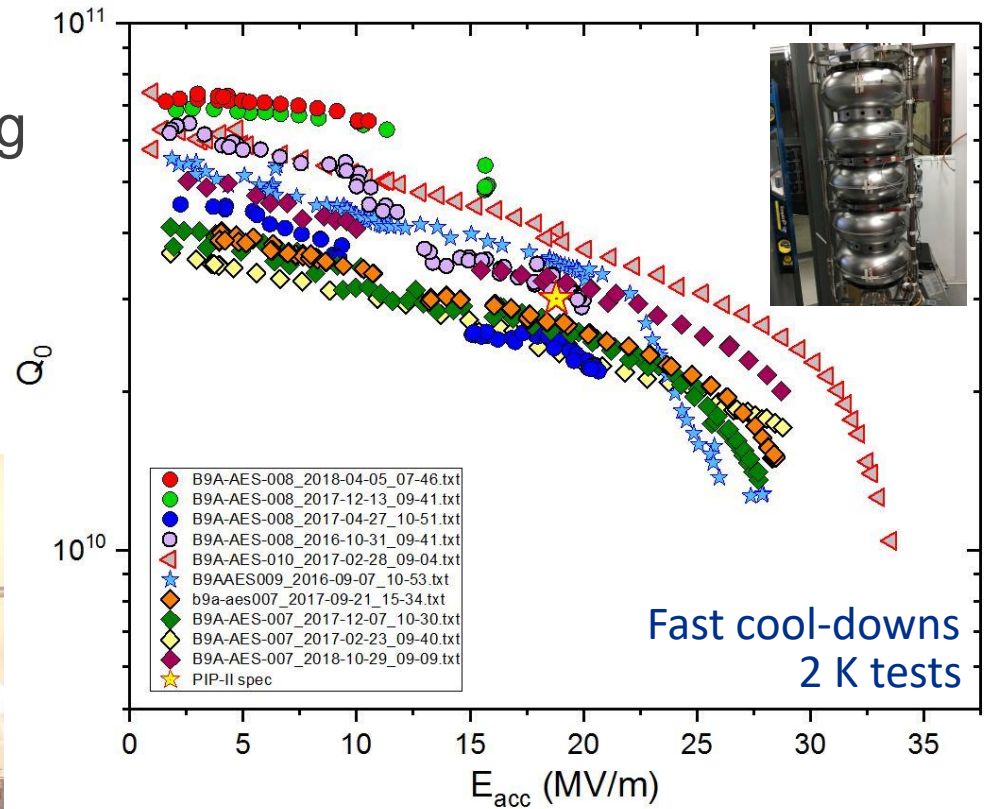 g
10¹¹
10¹⁰
Q₀
B9A-AES-008_2018-04-05_07-46.txt
B9A-AES-008_2017-12-13_09-41.txt
B9A-AES-008_2017-04-27_10-51.txt
B9A-AES-008_2016-10-31_09-41.txt
B9A-AES-010_2017-02-28_09-04.txt
B9AAES009_2016-09-07_10-53.txt
b9a-aes007_2017-09-21_15-34.txt
B9A-AES-007_2017-12-07_10-30.txt
B9A-AES-007_2017-02-23_09-40.txt
B9A-AES-007_2018-10-29_09-09.txt
PIP-II spec
Fast cool-downs
2 K tests
0 5 10 15 20 25 30 35
E_acc (MV/m)